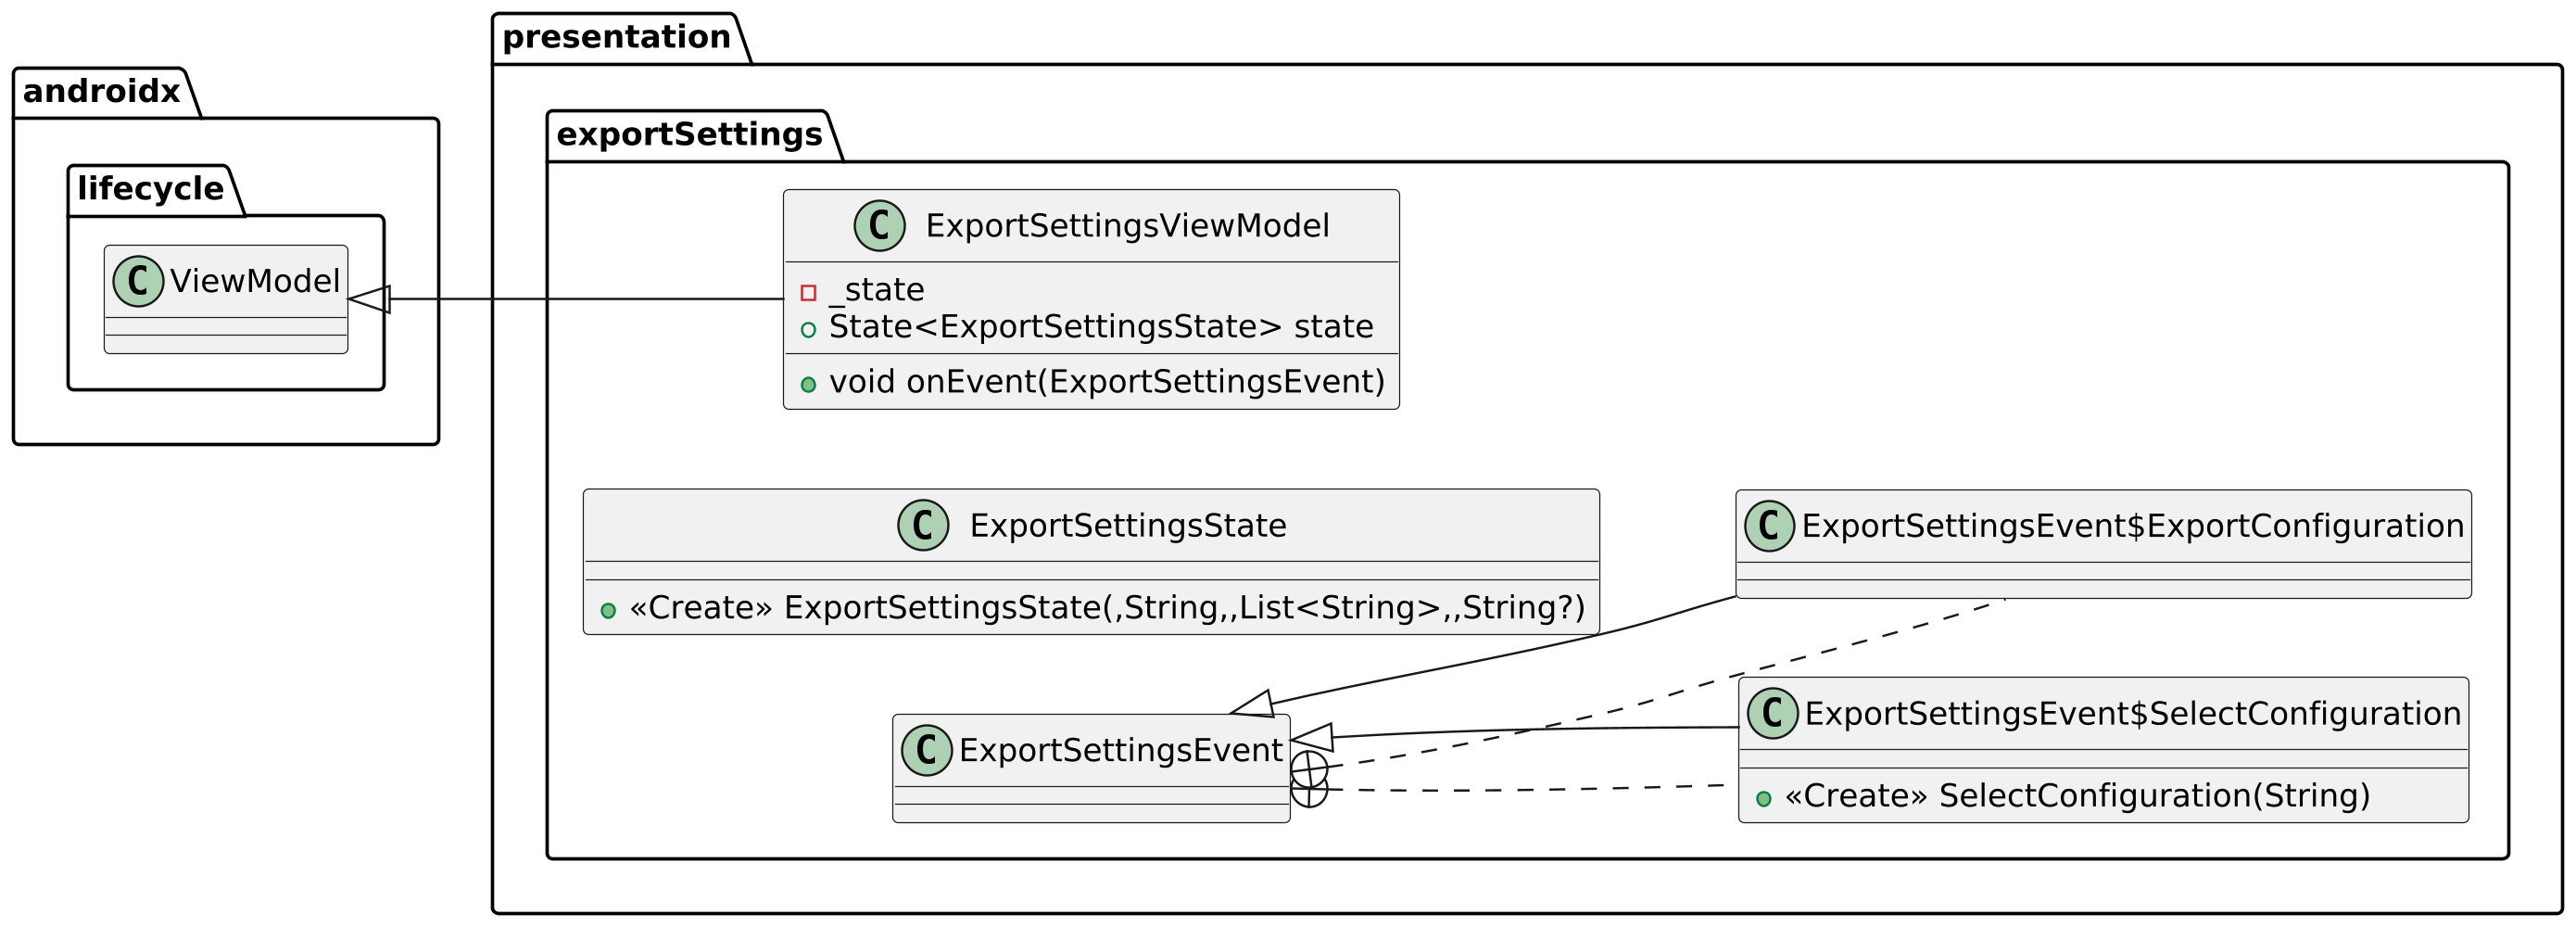 presentation
androidx
exportSettings
lifecycle
C ExportSettingsViewModel
_state
State<ExportSettingsState> state
void onEvent(ExportSettingsEvent)
C ViewModel
C ExportSettingsState
«Create» ExportSettingsState(,String,,List<String>,,String?)
C ExportSettingsEvent$ExportConfiguration
C ExportSettingsEvent
C ExportSettingsEvent$SelectConfiguration
«Create» SelectConfiguration(String)